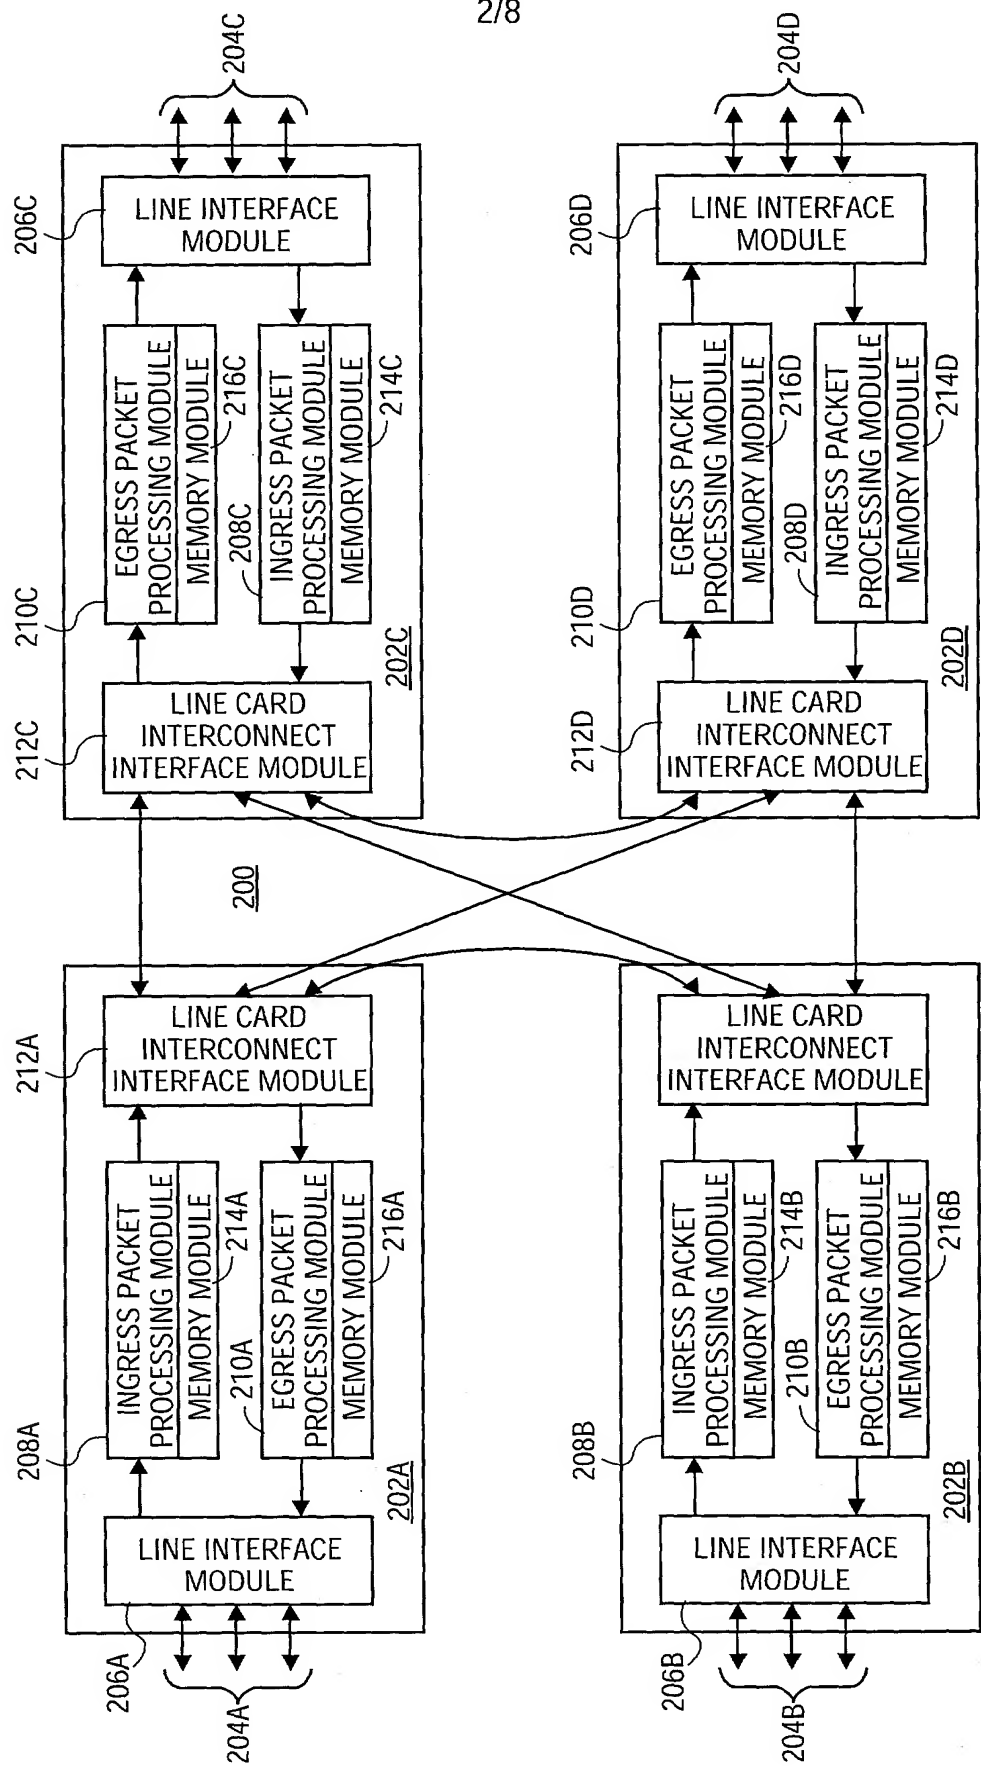 2/8
204C
206C
LINE INTERFACE
MODULE
210C
EGRESS PACKET
PROCESSING MODULE
MEMORY MODULE
216C
208C
INGRESS PACKET
PROCESSING MODULE
MEMORY MODULE
214C
212C
LINE CARD
INTERCONNECT
INTERFACE MODULE
202C
204D
206D
LINE INTERFACE
MODULE
210D
EGRESS PACKET
PROCESSING MODULE
MEMORY MODULE
216D
208D
INGRESS PACKET
PROCESSING MODULE
MEMORY MODULE
214D
212D
LINE CARD
INTERCONNECT
INTERFACE MODULE
202D
200
212A
LINE CARD
INTERCONNECT
INTERFACE MODULE
208A
INGRESS PACKET
PROCESSING MODULE
MEMORY MODULE
214A
210A
EGRESS PACKET
PROCESSING MODULE
MEMORY MODULE
216A
202A
LINE INTERFACE
MODULE
206A
204A
LINE CARD
INTERCONNECT
INTERFACE MODULE
208B
INGRESS PACKET
PROCESSING MODULE
MEMORY MODULE
214B
210B
EGRESS PACKET
PROCESSING MODULE
MEMORY MODULE
216B
202B
LINE INTERFACE
MODULE
206B
204B